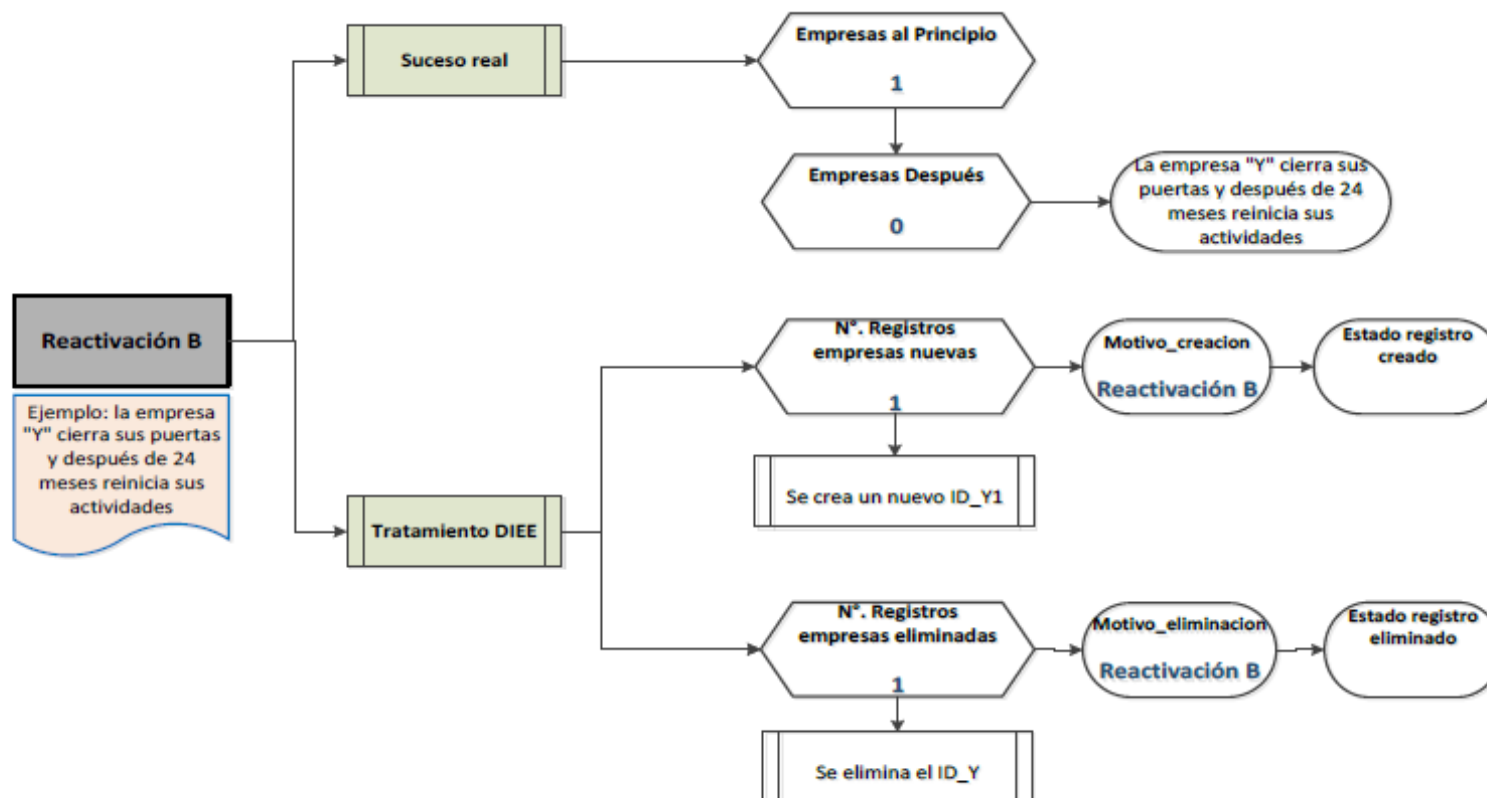 Suceso real
Empresas al Principio
1
Empresas Después
0
La empresa "Y" cierra sus
puertas y después de 24
meses reinicia sus
actividades
Reactivación B
Ejemplo: la empresa
"Y" cierra sus puertas
y después de 24
meses reinicia sus
actividades
Tratamiento DIEE
N°. Registros
empresas nuevas
1
Motivo_creacion
Reactivación B
Estado registro
creado
Se crea un nuevo ID_Y1
N°. Registros
empresas eliminadas
1
Motivo_eliminacion
Reactivación B
Estado registro
eliminado
Se elimina el ID_Y